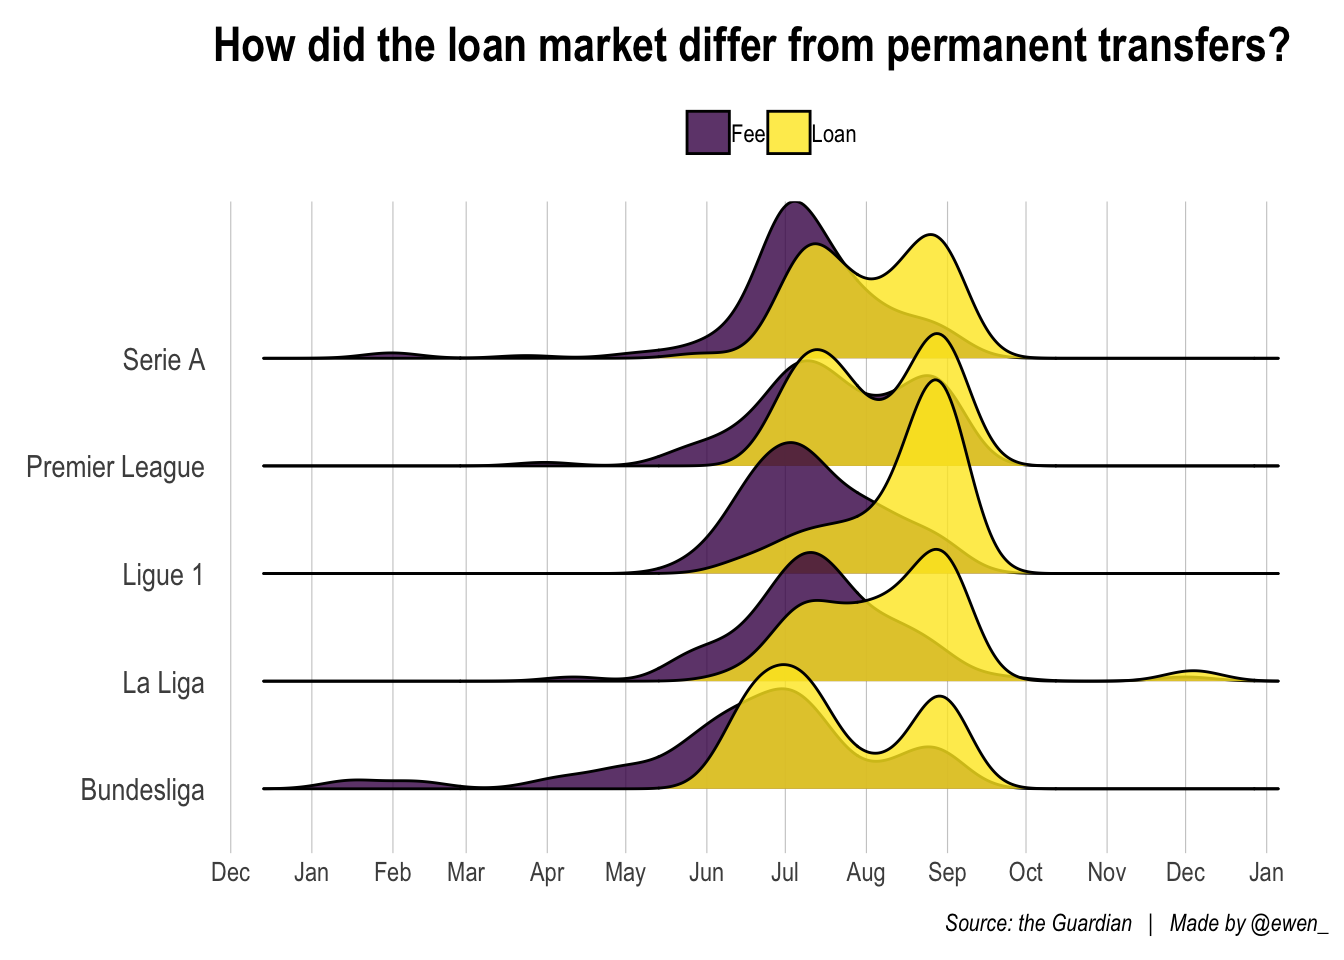 How did the loan market differ from permanent transfers?
Fee Loan
Serie A
Premier League
Ligue 1
La Liga
Bundesliga
Dec Jan Feb Mar Apr May Jun Jul Aug Sep Oct Nov Dec Jan
Source: the Guardian | Made by @ewen_